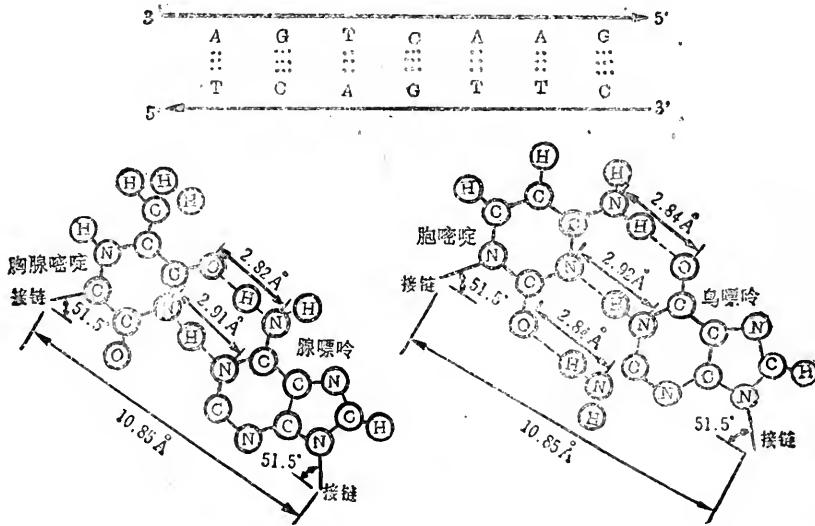 3' 5'
A G T C A A G
T C A G T T C
5' 3'
H H H
C
H N C C O
2.82Å
胸腺嘧啶
接链
51.5°
C C N O
2.91Å
H N H
H
腺嘌呤
N C C N
C N C N C H
10.85Å
51.5°
接链
H H H
H C C C N H
2.84Å
胞嘧啶
N C N O
接链
51.5°
2.92Å
O H N C
鸟嘌呤
2.84Å
H N H
C N C C N C H N
10.85Å
51.5°
接链